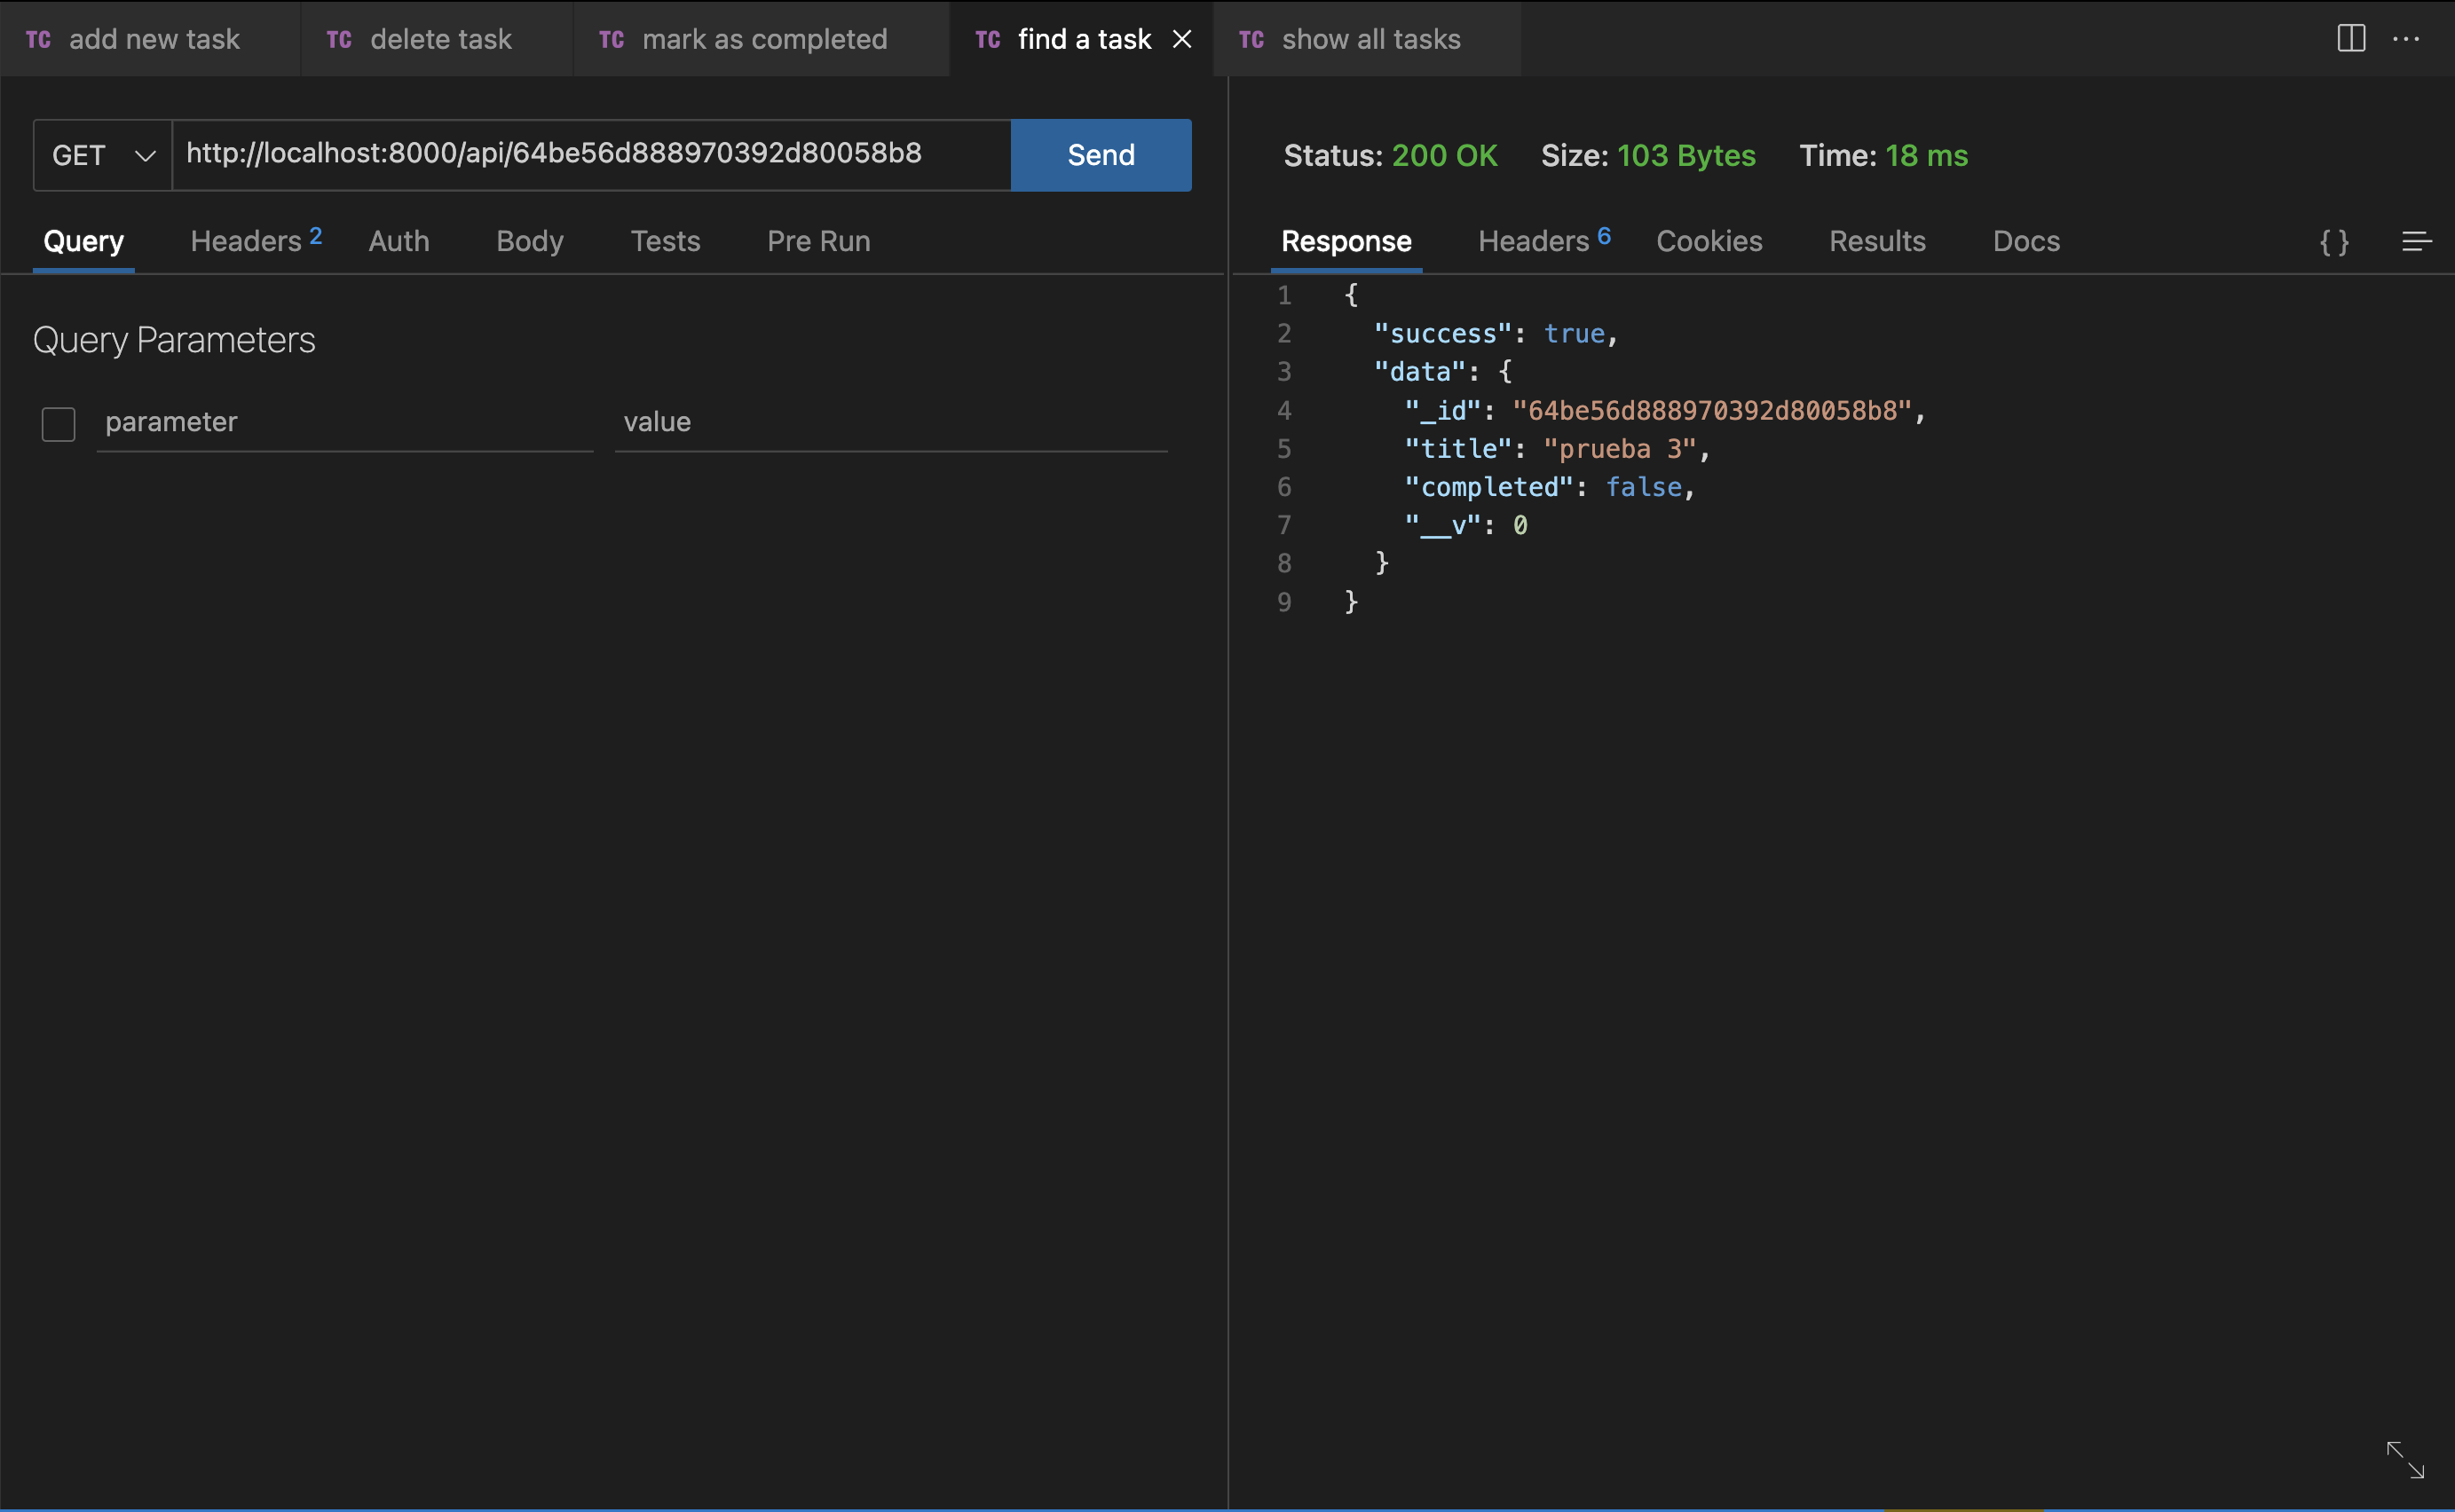 TC add new task TC delete task TC mark as completed TC find a task TC show all tasks
GET http://localhost:8000/api/64be56d888970392d80058b8 Send
Query Headers 2 Auth Body Tests Pre Run
Query Parameters
parameter value
Status: 200 OK Size: 103 Bytes Time: 18 ms
Response Headers 6 Cookies Results Docs { }
1 {
2 "success": true,
3 "data": {
4 "_id": "64be56d888970392d80058b8",
5 "title": "prueba 3",
6 "completed": false,
7 "__v": 0
8 }
9 }